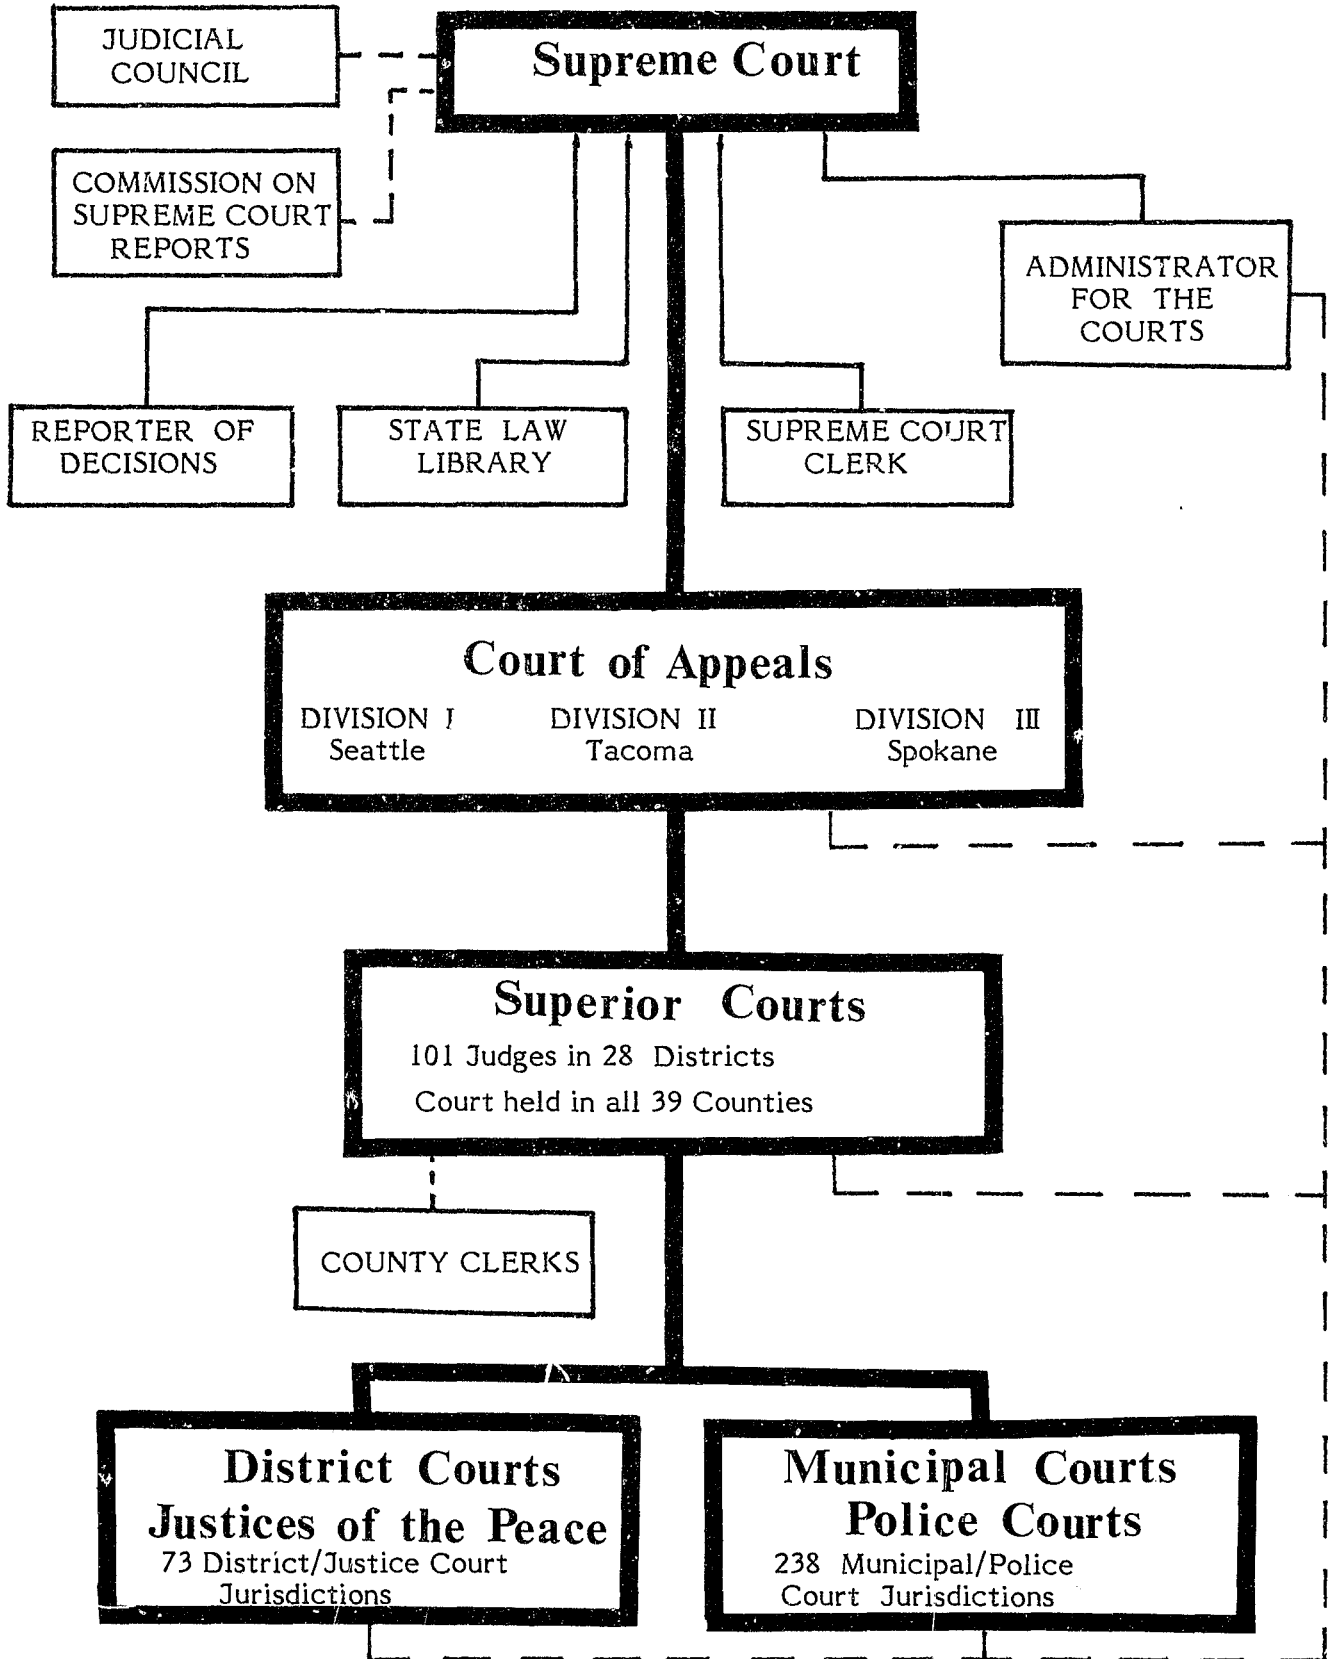 JUDICIAL
COUNCIL
Supreme Court
COMMISSION ON
SUPREME COURT
REPORTS
ADMINISTRATOR
FOR THE
COURTS
REPORTER OF
DECISIONS
STATE LAW
LIBRARY
SUPREME COURT
CLERK
Court of Appeals
DIVISION I
Seattle
DIVISION II
Tacoma
DIVISION III
Spokane
Superior Courts
101 Judges in 28 Districts
Court held in all 39 Counties
COUNTY CLERKS
District Courts
Justices of the Peace
73 District/Justice Court
Jurisdictions
Municipal Courts
Police Courts
238 Municipal/Police
Court Jurisdictions